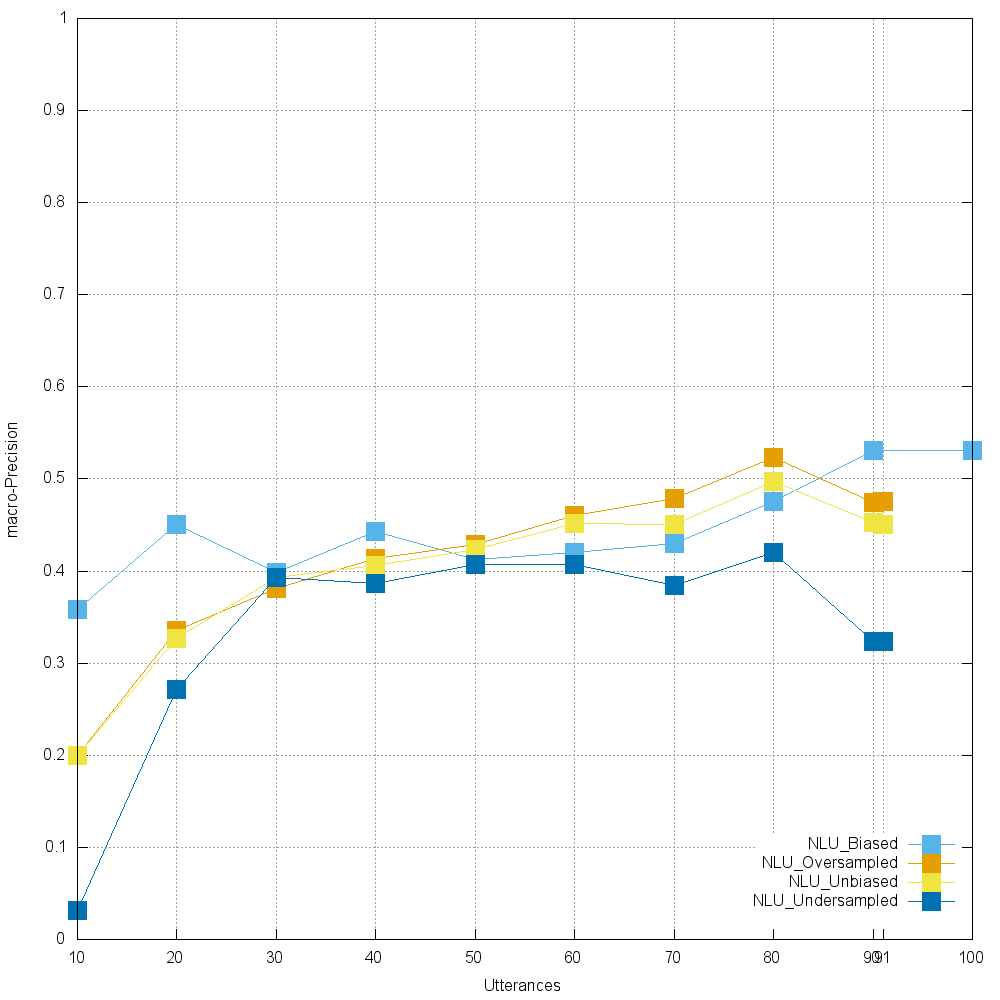 1
0.9
0.8
0.7
0.6
0.5
0.4
0.3
0.2
0.1
0
macro-Precision
NLU_Biased
NLU_Oversampled
NLU_Unbiased
NLU_Undersampled
10 20 30 40 50 60 70 80 90 91 100
Utterances